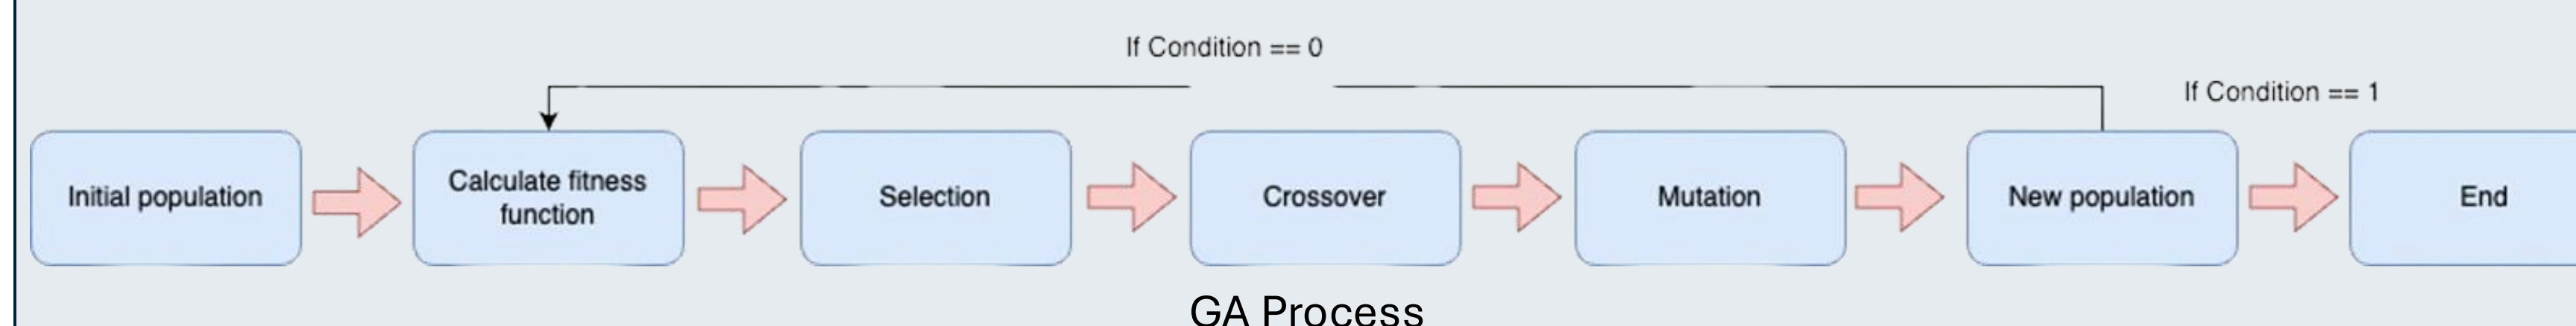 If Condition == 0
If Condition == 1
Initial population
Calculate fitness
function
Selection
Crossover
Mutation
New population
End
GA Process